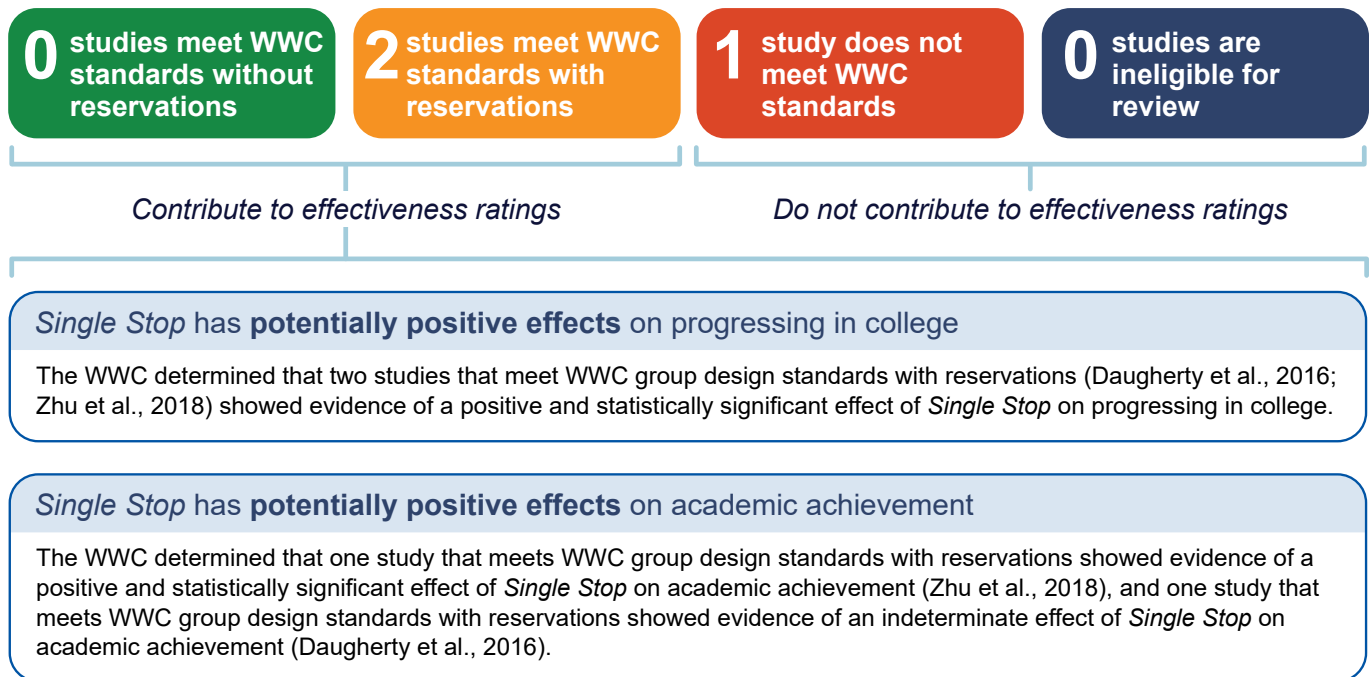 0 studies meet WWC
standards without
reservations
2 studies meet WWC
standards with
reservations
1 study does not
meet WWC
standards
0 studies are
ineligible for
review
Contribute to effectiveness ratings
Do not contribute to effectiveness ratings
Single Stop has potentially positive effects on progressing in college
The WWC determined that two studies that meet WWC group design standards with reservations (Daugherty et al., 2016;
Zhu et al., 2018) showed evidence of a positive and statistically significant effect of Single Stop on progressing in college.
Single Stop has potentially positive effects on academic achievement
The WWC determined that one study that meets WWC group design standards with reservations showed evidence of a
positive and statistically significant effect of Single Stop on academic achievement (Zhu et al., 2018), and one study that
meets WWC group design standards with reservations showed evidence of an indeterminate effect of Single Stop on
academic achievement (Daugherty et al., 2016).